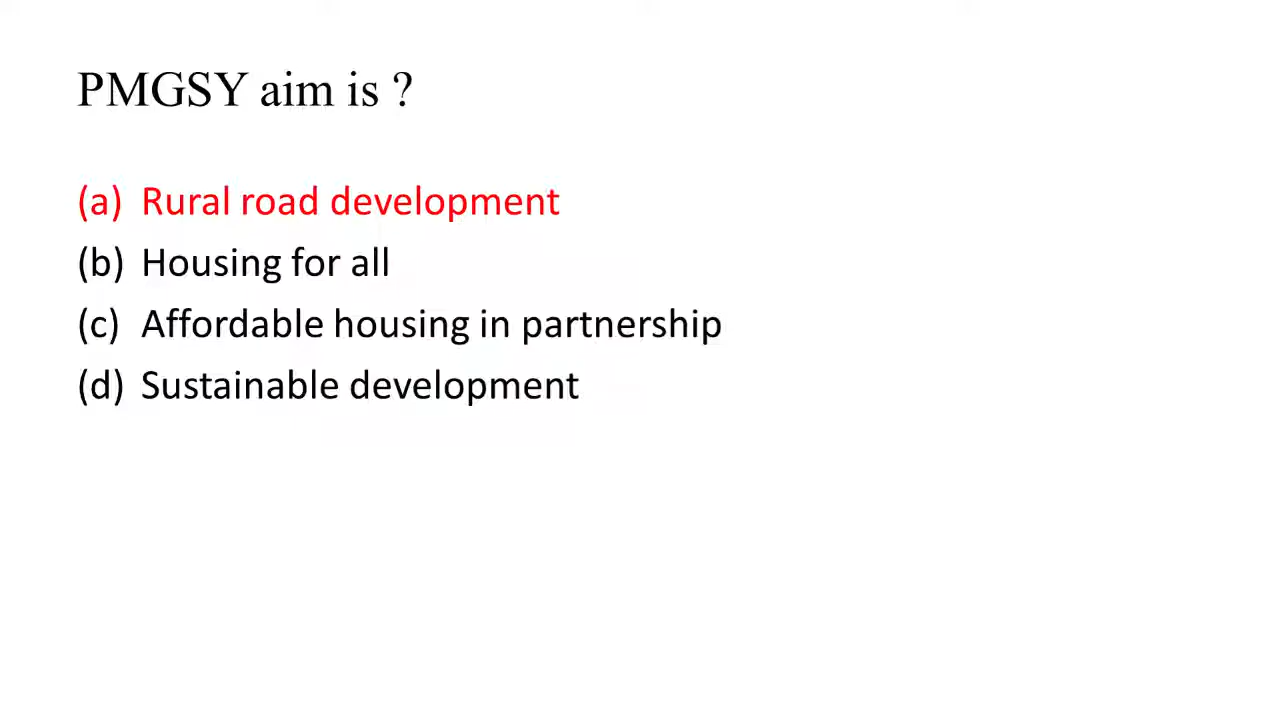 PMGSY aim is ?
(a) Rural road development
(b) Housing for all
(c) Affordable housing in partnership
(d) Sustainable development